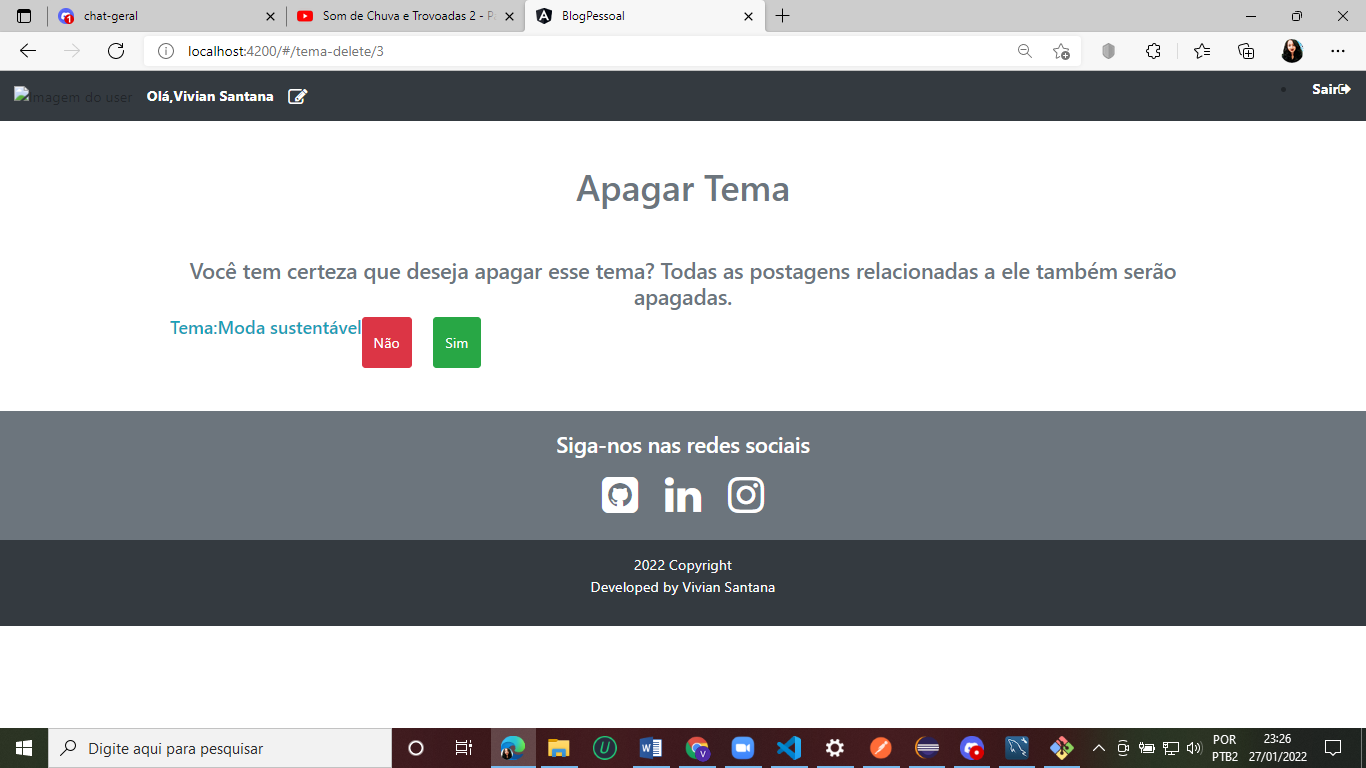 chat-geral
Som de Chuva e Trovoadas 2 - P
BlogPessoal
localhost:4200/#/tema-delete/3
Imagem do user
Olá,Vivian Santana
Sair
Apagar Tema
Você tem certeza que deseja apagar esse tema? Todas as postagens relacionadas a ele também serão
apagadas.
Tema:Moda sustentável
Não
Sim
Siga-nos nas redes sociais
in
2022 Copyright
Developed by Vivian Santana
Digite aqui para pesquisar
POR
PTB2
23:26
27/01/2022